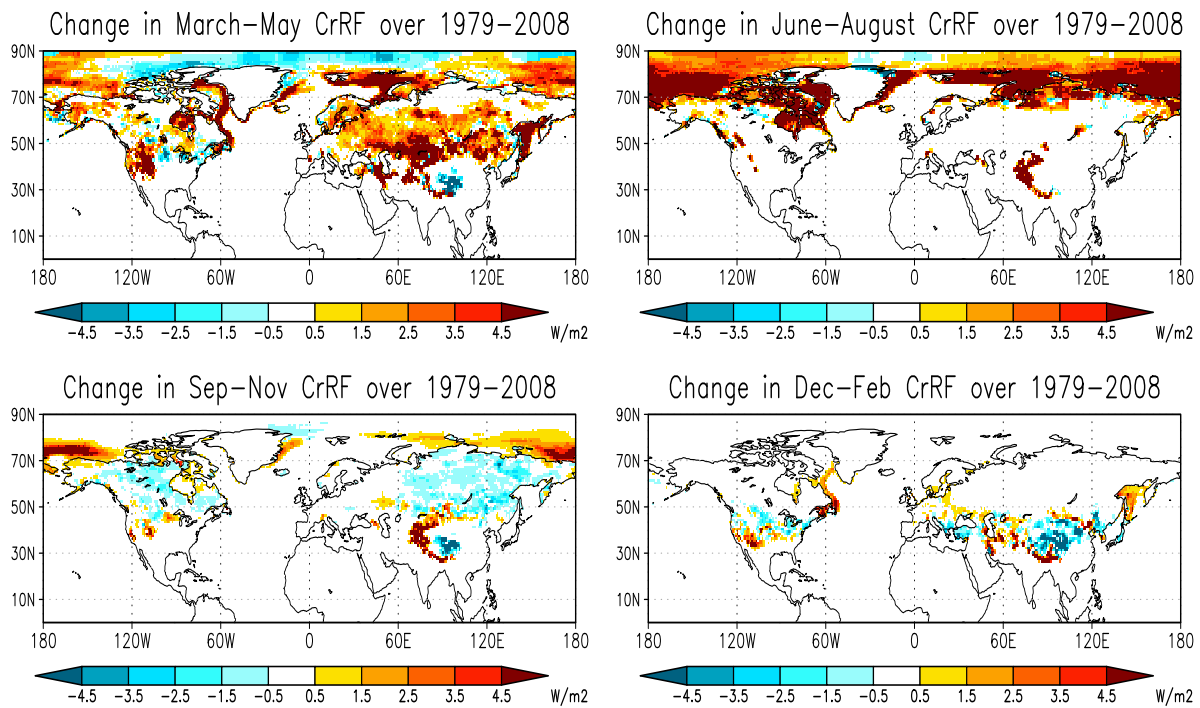 Change in March-May CrRF over 1979-2008
90N
70N
50N
30N
10N
180 120W 60W 0 60E 120E 180
-4.5 -3.5 -2.5 -1.5 -0.5 0.5 1.5 2.5 3.5 4.5 W/m2
Change in June-August CrRF over 1979-2008
90N
70N
50N
30N
10N
180 120W 60W 0 60E 120E 180
-4.5 -3.5 -2.5 -1.5 -0.5 0.5 1.5 2.5 3.5 4.5 W/m2
Change in Sep-Nov CrRF over 1979-2008
90N
70N
50N
30N
10N
180 120W 60W 0 60E 120E 180
-4.5 -3.5 -2.5 -1.5 -0.5 0.5 1.5 2.5 3.5 4.5 W/m2
Change in Dec-Feb CrRF over 1979-2008
90N
70N
50N
30N
10N
180 120W 60W 0 60E 120E 180
-4.5 -3.5 -2.5 -1.5 -0.5 0.5 1.5 2.5 3.5 4.5 W/m2